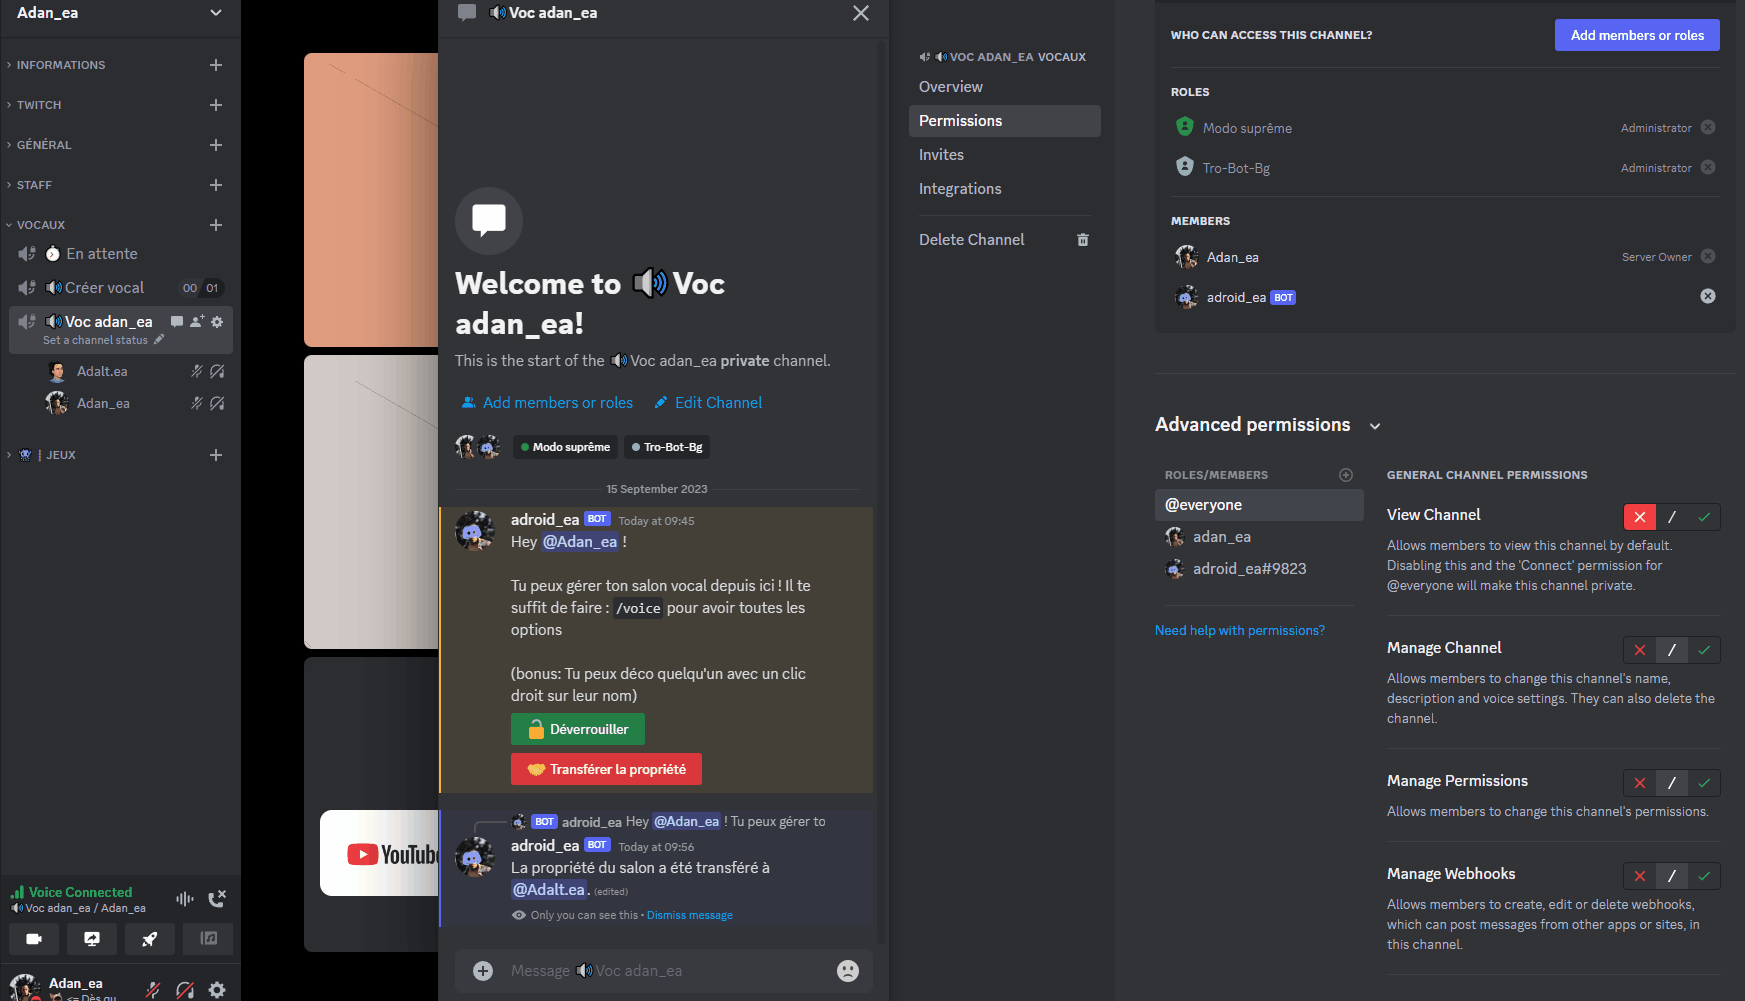 Adan_ea
INFORMATIONS
TWITCH
GÉNÉRAL
STAFF
VOCAUX
En attente
Créer vocal 00 01
Voc adan_ea
Set a channel status
Adalt.ea
Adan_ea
| JEUX
Voice Connected
Voc adan_ea / Adan_ea
Adan_ea
<= Dès qu
YouTube
Voc adan_ea
Welcome to Voc
adan_ea!
This is the start of the Voc adan_ea private channel.
Add members or roles Edit Channel
Modo suprême Tro-Bot-Bg
15 September 2023
adroid_ea BOT Today at 09:45
Hey @Adan_ea !
Tu peux gérer ton salon vocal depuis ici ! Il te
suffit de faire : /voice pour avoir toutes les
options
(bonus: Tu peux déco quelqu'un avec un clic
droit sur leur nom)
Déverrouiller
Transférer la propriété
BOT adroid_ea Hey @Adan_ea ! Tu peux gérer to
adroid_ea BOT Today at 09:56
La propriété du salon a été transféré à
@Adalt.ea. (edited)
Only you can see this • Dismiss message
Message Voc adan_ea
VOC ADAN_EA VOCAUX
Overview
Permissions
Invites
Integrations
Delete Channel
WHO CAN ACCESS THIS CHANNEL?
Add members or roles
ROLES
Modo suprême Administrator
Tro-Bot-Bg Administrator
MEMBERS
Adan_ea Server Owner
adroid_ea BOT
Advanced permissions
ROLES/MEMBERS
@everyone
adan_ea
adroid_ea#9823
Need help with permissions?
GENERAL CHANNEL PERMISSIONS
View Channel
Allows members to view this channel by default.
Disabling this and the 'Connect' permission for
@everyone will make this channel private.
Manage Channel
Allows members to change this channel's name,
description and voice settings. They can also delete the
channel.
Manage Permissions
Allows members to change this channel's permissions.
Manage Webhooks
Allows members to create, edit or delete webhooks,
which can post messages from other apps or sites, in
this channel.